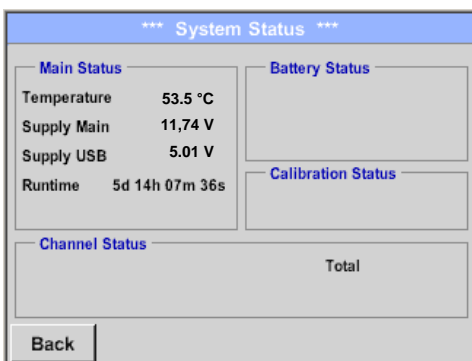 *** System Status ***
Main Status
Temperature 53.5 °C
Supply Main 11,74 V
Supply USB 5.01 V
Runtime 5d 14h 07m 36s
Battery Status
Calibration Status
Channel Status
Total
Back